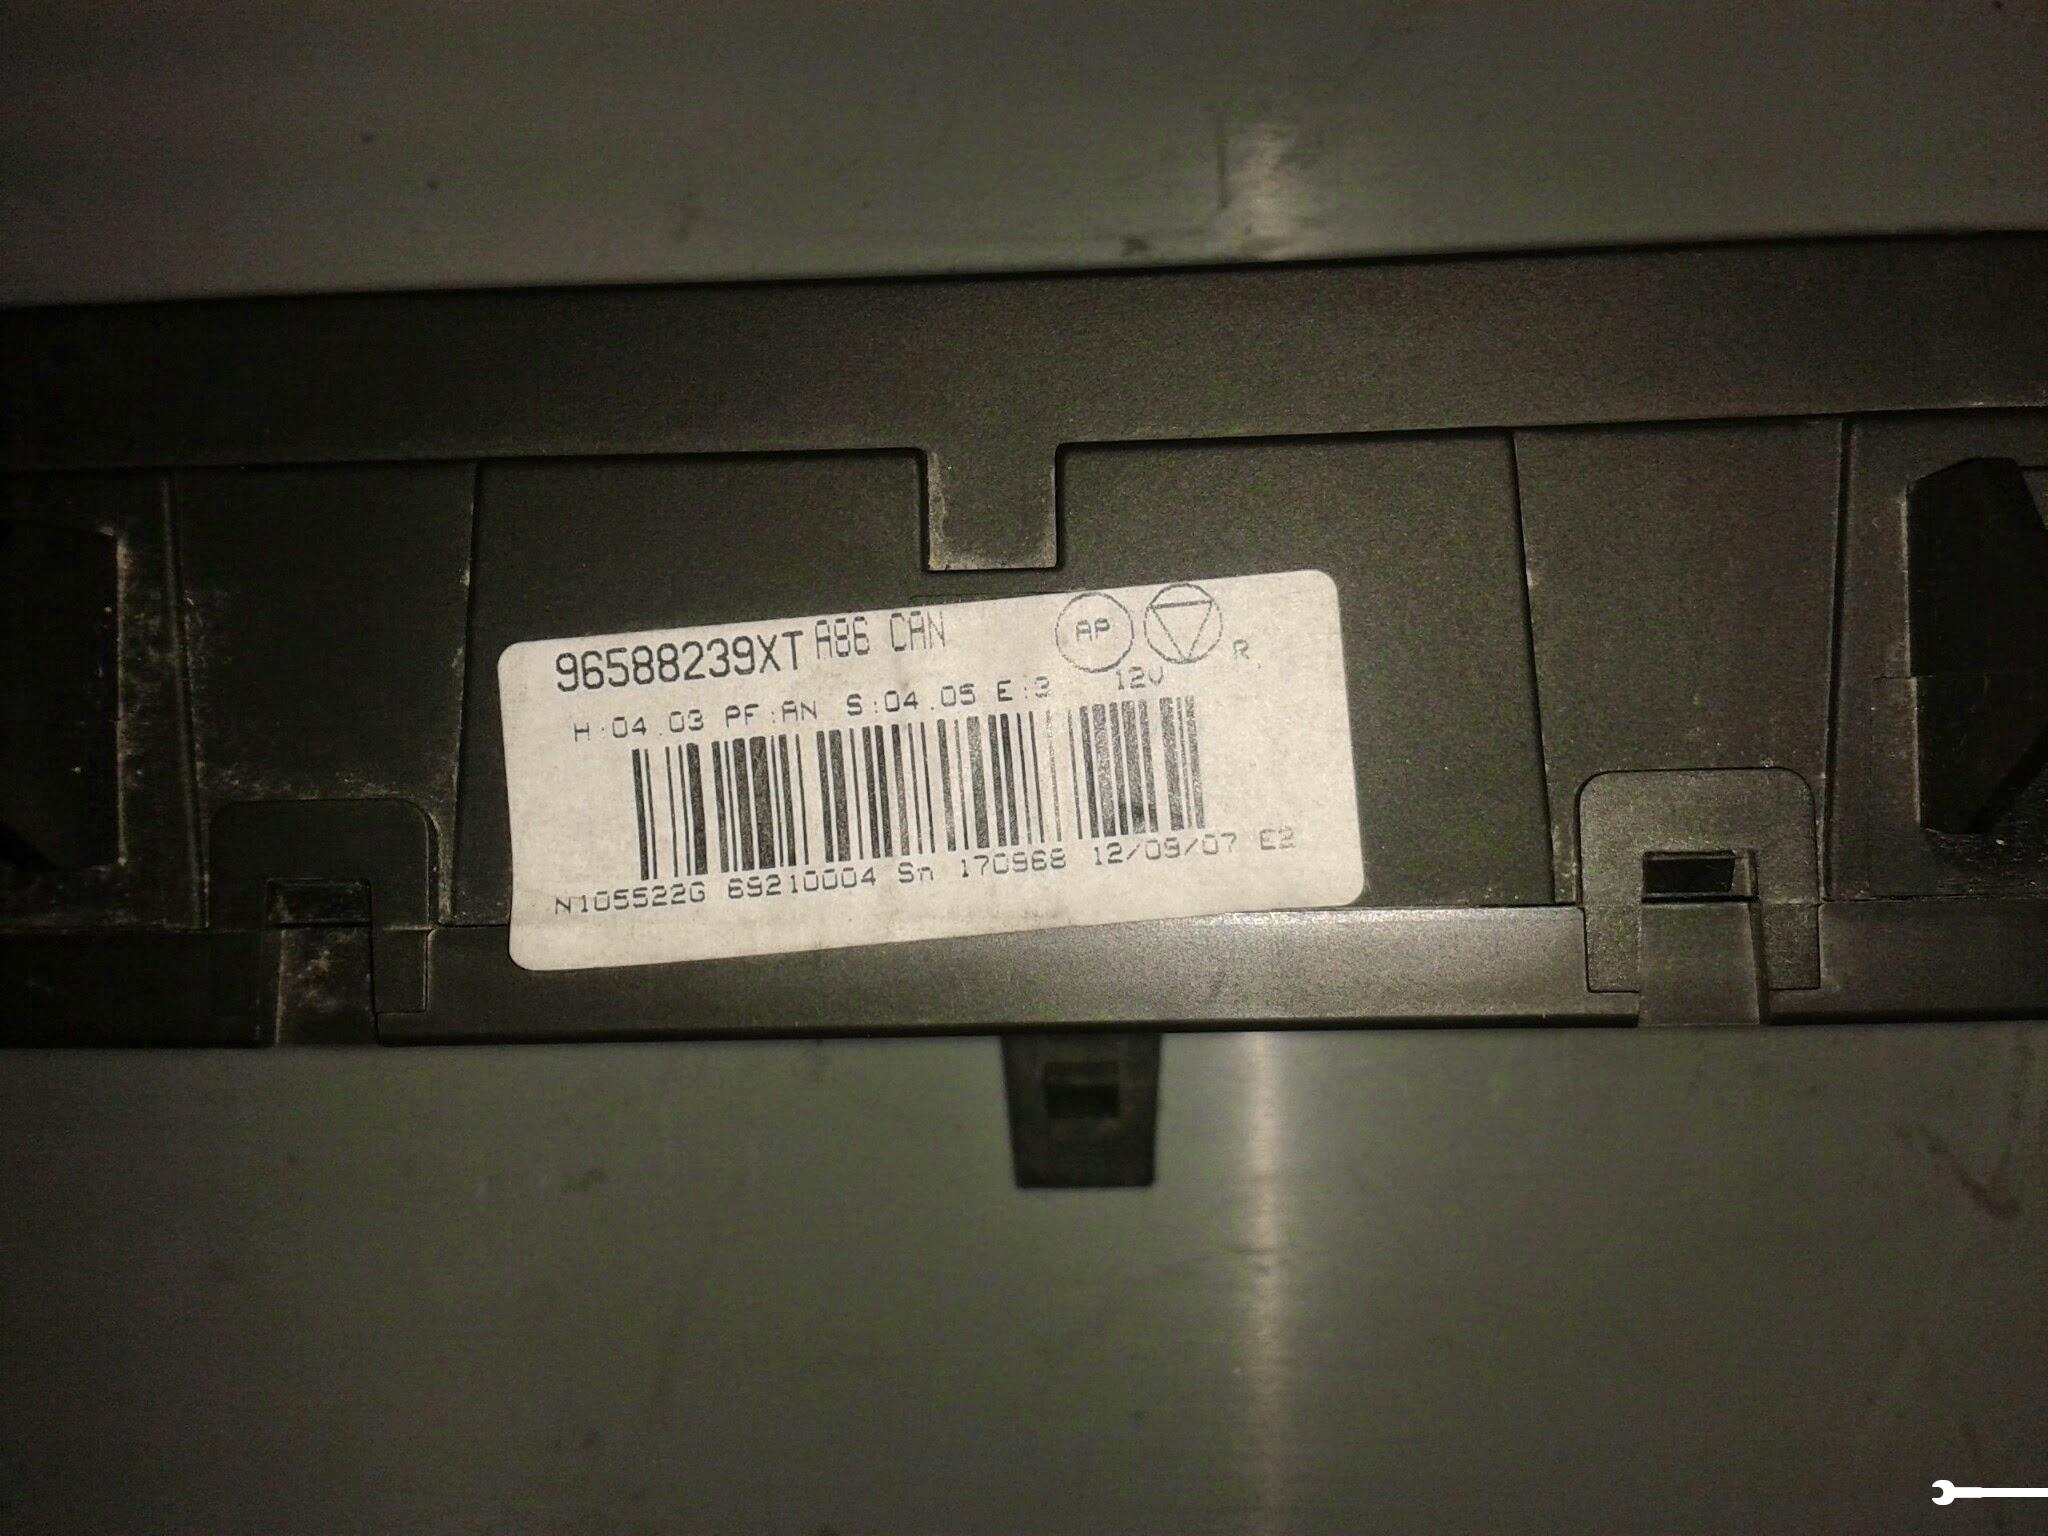 96588239XT A86 CAN AP R.
H:04.03 PF:AN S:04.05 E:3 12V
N105522G 69210004 Sn 170968 12/09/07 E2